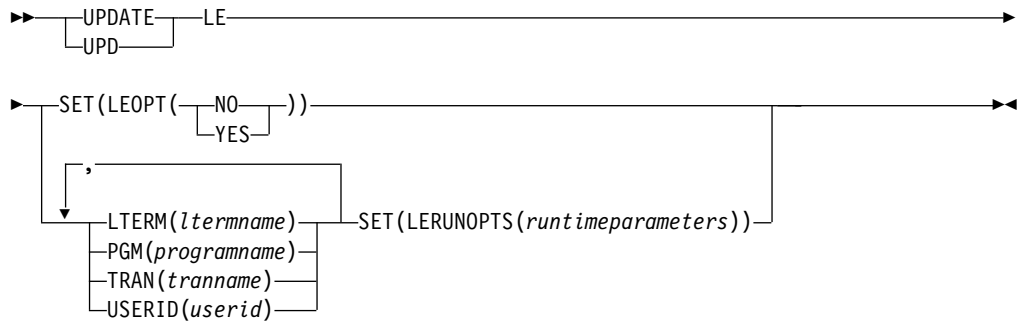 UPDATE LE
UPD
SET(LEOPT( NO ))
YES
,
LTERM(ltermname) SET(LERUNOPTS(runtimeparameters))
PGM(programname)
TRAN(tranname)
USERID(userid)